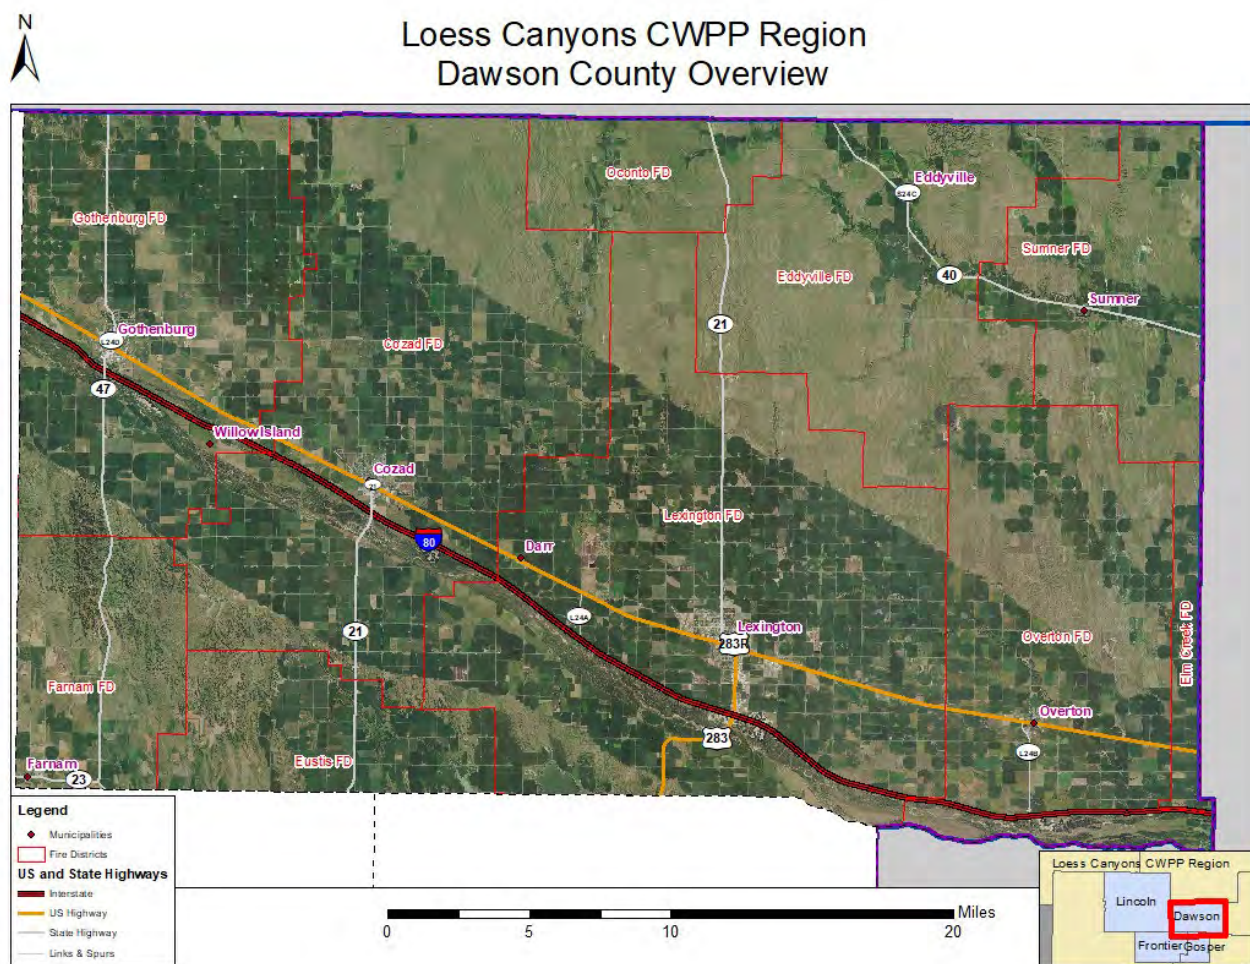 N
Loess Canyons CWPP Region
Dawson County Overview
Oconto FD
Eddyville
S24C
Gothenburg FD
Sumner FD
Eddyville FD
40
Sumner
Gothenburg
L24D
21
Cozad FD
47
Willow Island
Cozad
21
Lexington FD
80
Darr
L24A
21
Lexington
283R
Overton FD
Elm Creek FD
Farnam FD
Overton
283
L24B
Eustis FD
Farnam
23
Legend
Municipalities
Fire Districts
US and State Highways
Interstate
US Highway
State Highway
Links & Spurs
Miles
0 5 10 20
Loess Canyons CWPP Region
Lincoln
Dawson
Frontier
Gosper